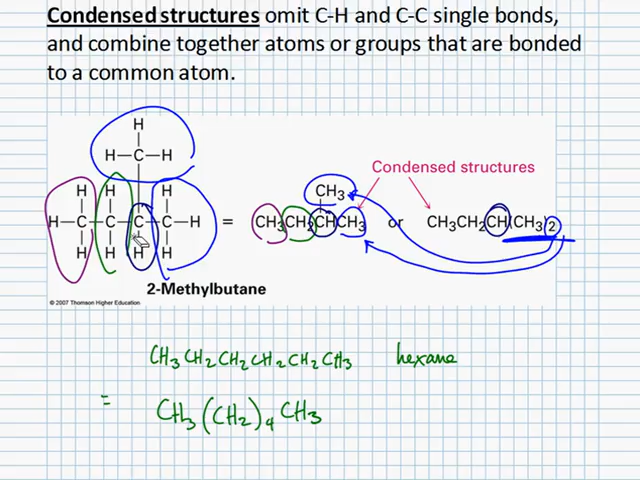 Condensed structures omit C-H and C-C single bonds,
and combine together atoms or groups that are bonded
to a common atom.
H
H—C—H
H H H
H—C—C—C—C—H
H H H H
=
CH3
CH3CH2CHCH3
Condensed structures
or
CH3CH2CH(CH3)2
2-Methylbutane
© 2007 Thomson Higher Education
CH3CH2CH2CH2CH2CH3 hexane
= CH3(CH2)4CH3